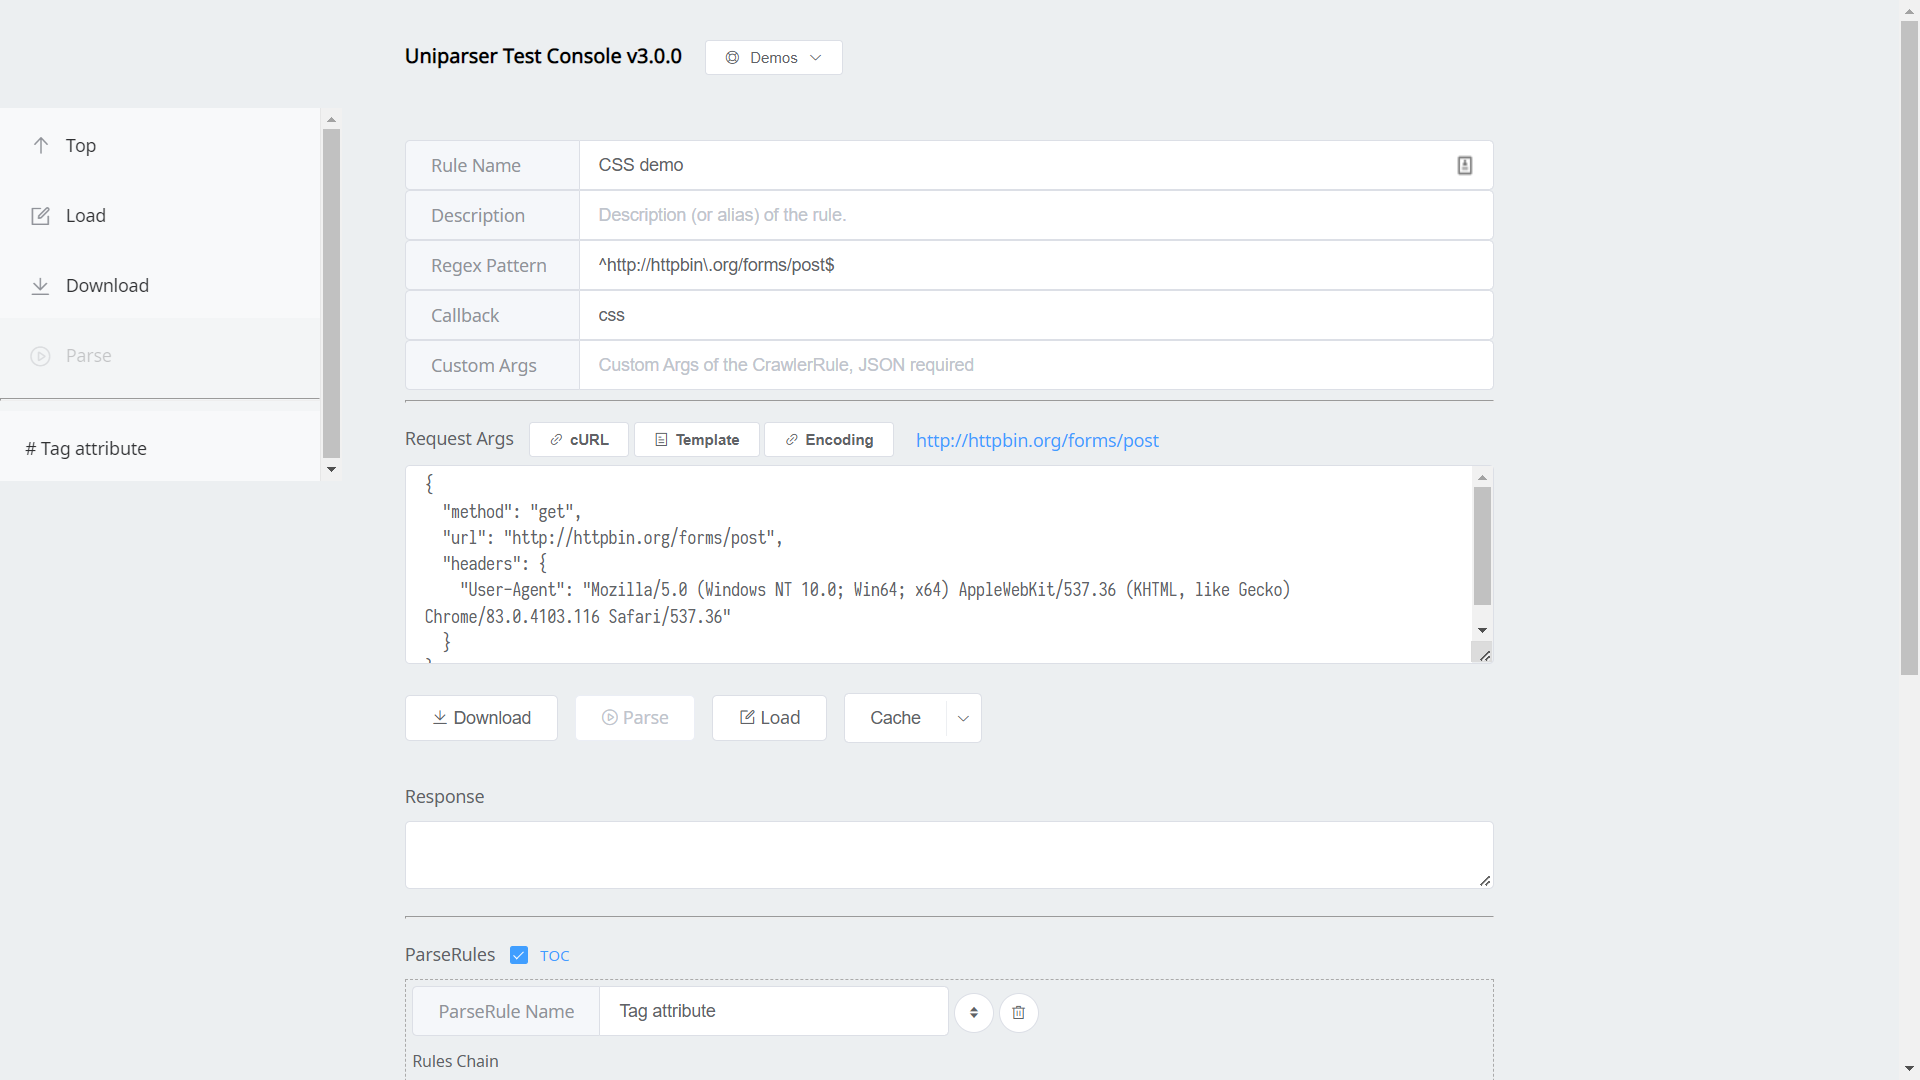 Uniparser Test Console v3.0.0
Demos
Top
Load
Download
Parse
# Tag attribute
Rule Name
CSS demo
Description
Description (or alias) of the rule.
Regex Pattern
^http://httpbin\.org/forms/post$
Callback
css
Custom Args
Custom Args of the CrawlerRule, JSON required
Request Args
cURL
Template
Encoding
http://httpbin.org/forms/post
{
"method": "get",
"url": "http://httpbin.org/forms/post",
"headers": {
"User-Agent": "Mozilla/5.0 (Windows NT 10.0; Win64; x64) AppleWebKit/537.36 (KHTML, like Gecko)
Chrome/83.0.4103.116 Safari/537.36"
}
Download
Parse
Load
Cache
Response
ParseRules
TOC
ParseRule Name
Tag attribute
Rules Chain